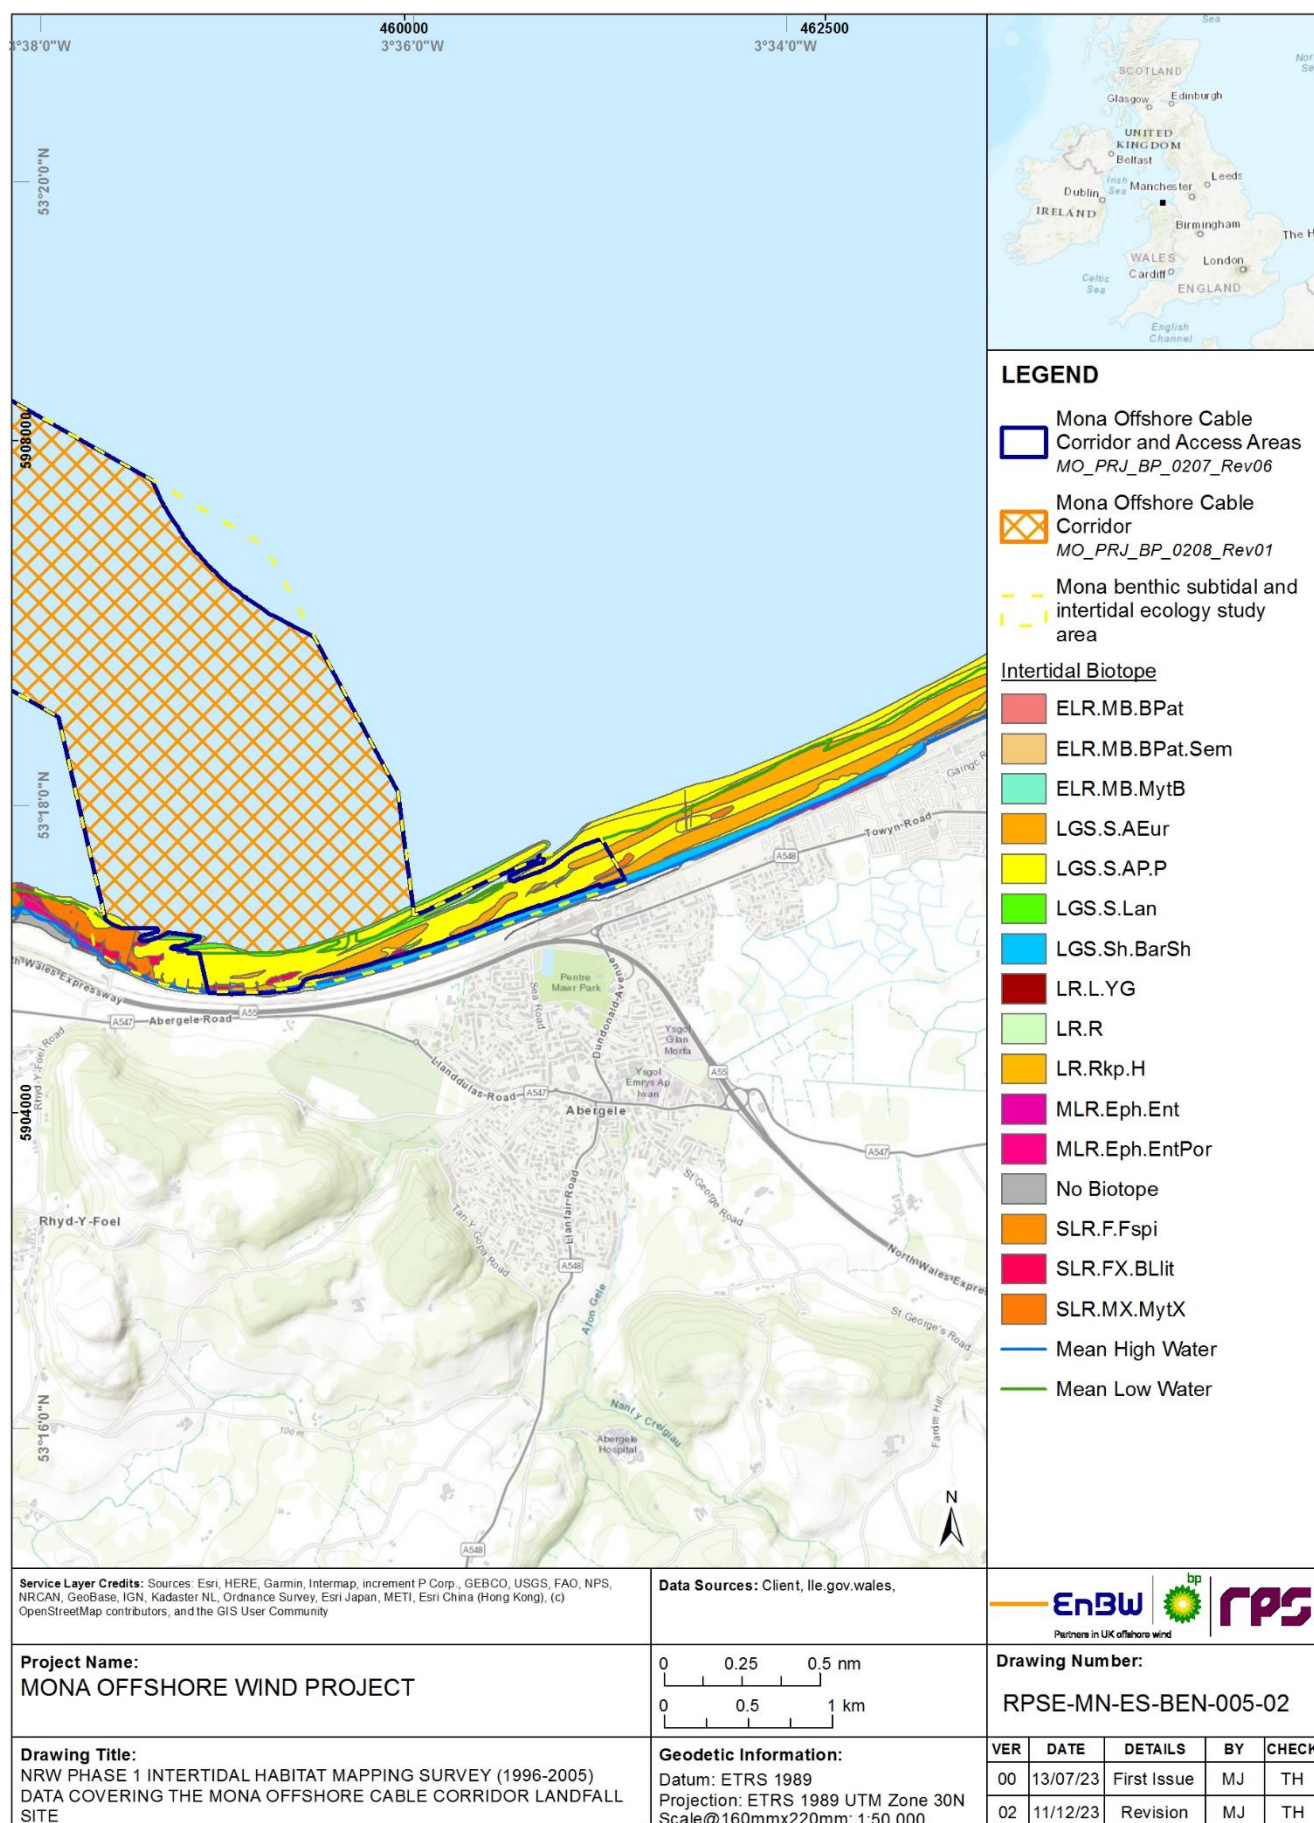 460000
462500
3°38'0"W
3°36'0"W
3°34'0"W
53°20'0"N
5908000
53°18'0"N
5904000
53°16'0"N
Gaingc R
Towyn-Road
A548
North Wales Expressway
A547
Abergele-Road
A55
Rhyd-Y-Foel Road
Pentre
Mawr Park
Sea Road
Dundonald-Avenue
Ysgol
Glan
Morfa
Ysgol
Emrys Ap
Iwan
A55
Llanddulas-Road
A547
Abergele
A547
Rhyd-Y-Foel
Llanfair-Road
St George Road
Tan-Y-Gopa Road
A548
North-Wales-Expre
St George's Road
Afon Gele
Nant y Creigiau
Abergele
Hospital
Fardre Hill
100 m
A548
N
Sea
Nor
Se
SCOTLAND
Glasgow
Edinburgh
UNITED
KINGDOM
Belfast
Irish
Sea
Leeds
Dublin
Manchester
IRELAND
Birmingham
The H
WALES
London
Cardiff
Celtic
Sea
ENGLAND
English
Channel
LEGEND
Mona Offshore Cable
Corridor and Access Areas
MO_PRJ_BP_0207_Rev06
Mona Offshore Cable
Corridor
MO_PRJ_BP_0208_Rev01
Mona benthic subtidal and
intertidal ecology study
area
Intertidal Biotope
ELR.MB.BPat
ELR.MB.BPat.Sem
ELR.MB.MytB
LGS.S.AEur
LGS.S.AP.P
LGS.S.Lan
LGS.Sh.BarSh
LR.L.YG
LR.R
LR.Rkp.H
MLR.Eph.Ent
MLR.Eph.EntPor
No Biotope
SLR.F.Fspi
SLR.FX.BLlit
SLR.MX.MytX
Mean High Water
Mean Low Water
Service Layer Credits: Sources: Esri, HERE, Garmin, Intermap, increment P Corp., GEBCO, USGS, FAO, NPS,
NRCAN, GeoBase, IGN, Kadaster NL, Ordnance Survey, Esri Japan, METI, Esri China (Hong Kong), (c)
OpenStreetMap contributors, and the GIS User Community
Data Sources: Client, lle.gov.wales,
EnBW
bp
rps
Partners in UK offshore wind
Project Name:
MONA OFFSHORE WIND PROJECT
0 0.25 0.5 nm
0 0.5 1 km
Drawing Number:
RPSE-MN-ES-BEN-005-02
Drawing Title:
NRW PHASE 1 INTERTIDAL HABITAT MAPPING SURVEY (1996-2005)
DATA COVERING THE MONA OFFSHORE CABLE CORRIDOR LANDFALL
SITE
Geodetic Information:
Datum: ETRS 1989
Projection: ETRS 1989 UTM Zone 30N
Scale@160mmx220mm: 1:50,000
VER DATE DETAILS BY CHECK
00 13/07/23 First Issue MJ TH
02 11/12/23 Revision MJ TH